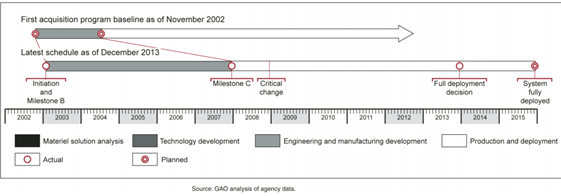 First acquisition program baseline as of November 2002
Latest schedule as of December 2013
Initiation and Milestone B
Milestone C
Critical change
Full deployment decision
System fully deployed
2002 2003 2004 2005 2006 2007 2008 2009 2010 2011 2012 2013 2014 2015
Materiel solution analysis
Technology development
Engineering and manufacturing development
Production and deployment
Actual
Planned
Source: GAO analysis of agency data.